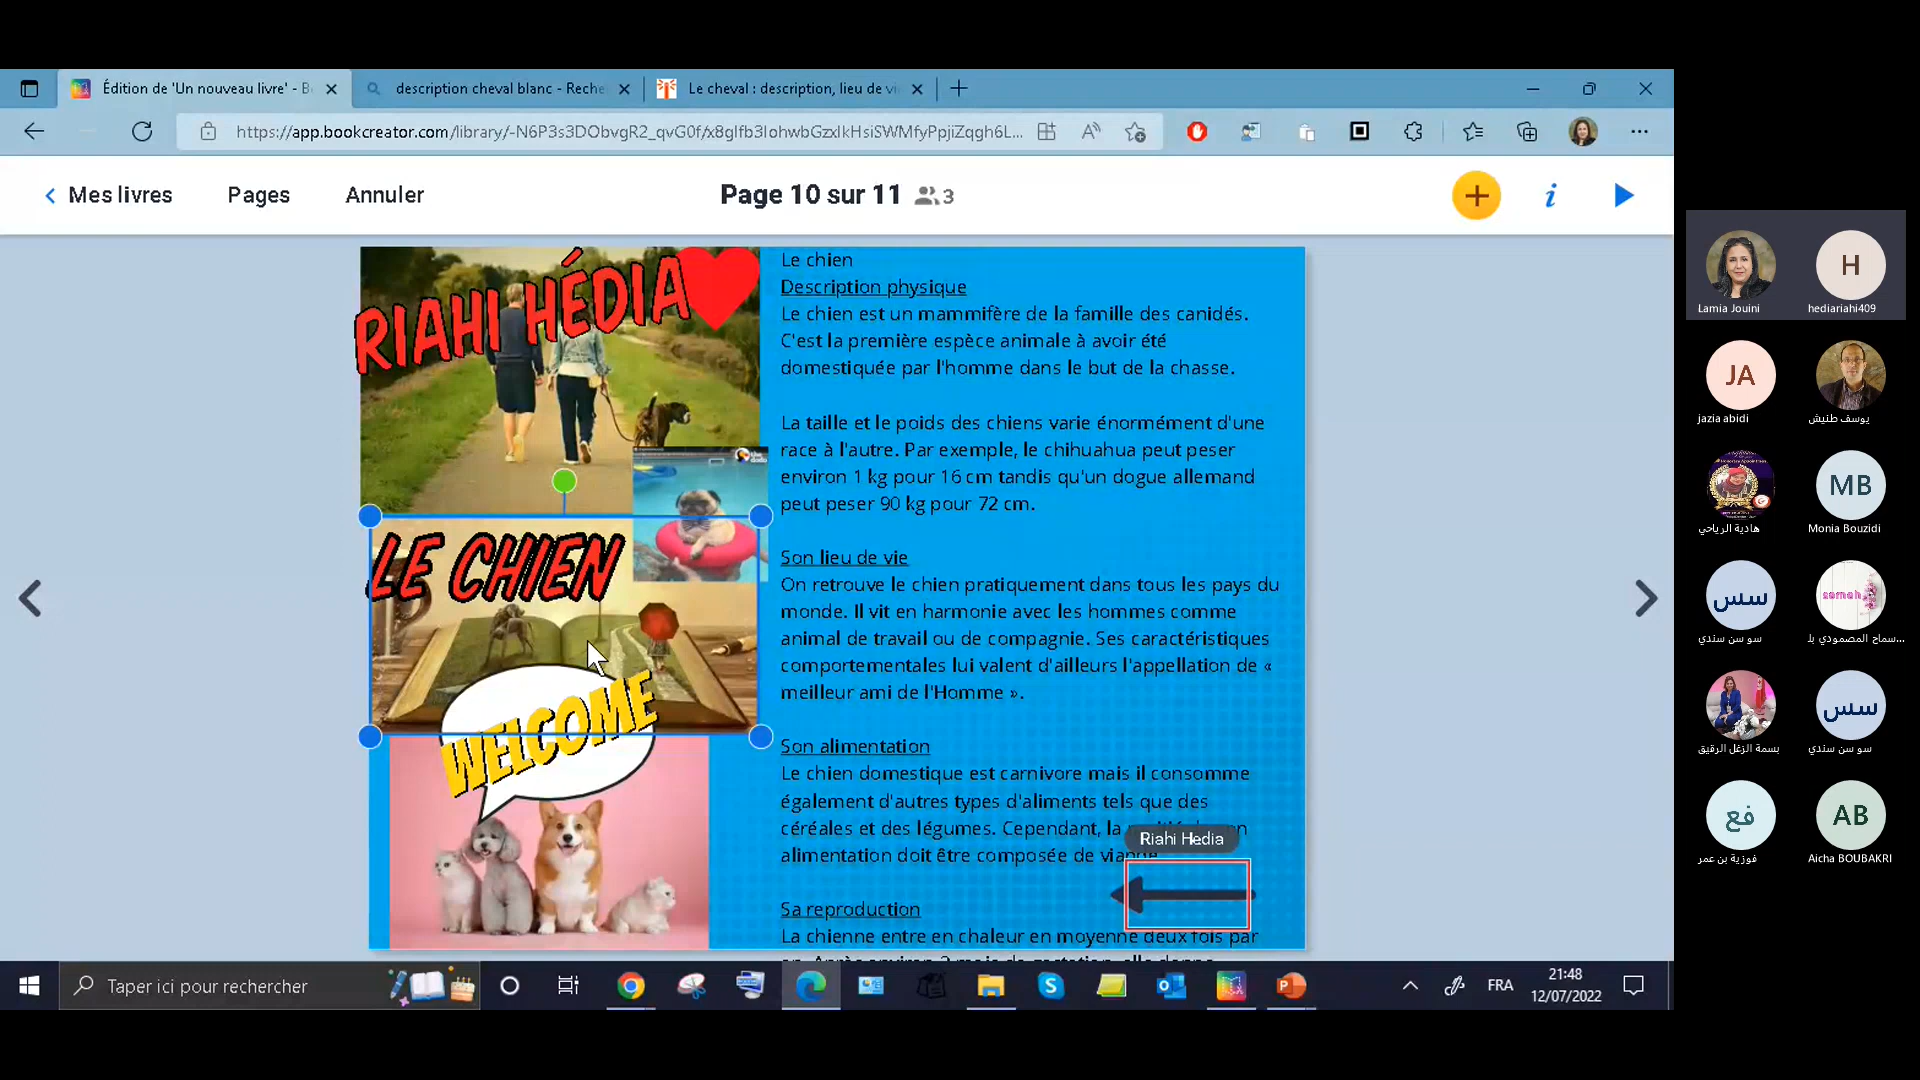 Édition de 'Un nouveau livre' - B
description cheval blanc - Reche
Le cheval : description, lieu de vi
https://app.bookcreator.com/library/-N6P3s3DObvgR2_qvG0f/x8glfb3IohwbGzxIkHsiSWMfyPpjiZqgh6L...
Mes livres
Pages
Annuler
Page 10 sur 11
3
RIAHI HÉDIA
LE CHIEN
WELCOME
Le chien
Description physique
Le chien est un mammifère de la famille des canidés.
C'est la première espèce animale à avoir été
domestiquée par l'homme dans le but de la chasse.
La taille et le poids des chiens varie énormément d'une
race à l'autre. Par exemple, le chihuahua peut peser
environ 1 kg pour 16 cm tandis qu'un dogue allemand
peut peser 90 kg pour 72 cm.
Son lieu de vie
On retrouve le chien pratiquement dans tous les pays du
monde. Il vit en harmonie avec les hommes comme
animal de travail ou de compagnie. Ses caractéristiques
comportementales lui valent d'ailleurs l'appellation de «
meilleur ami de l'Homme ».
Son alimentation
Le chien domestique est carnivore mais il consomme
également d'autres types d'aliments tels que des
céréales et des légumes. Cependant, la
alimentation doit être composée de viande
Riahi Hedia
Sa reproduction
La chienne entre en chaleur en moyenne deux fois par
Taper ici pour rechercher
FRA
21:48
12/07/2022
Lamia Jouini
H
hediariahi409
JA
jazia abidi
يوسف طنيش
هادية الرياحي
MB
Monia Bouzidi
سس
سو سن سندي
samah
سماح المصمودي بل...
بسمة الزغل الرقيق
سس
سو سن سندي
فع
فوزية بن عمر
AB
Aicha BOUBAKRI